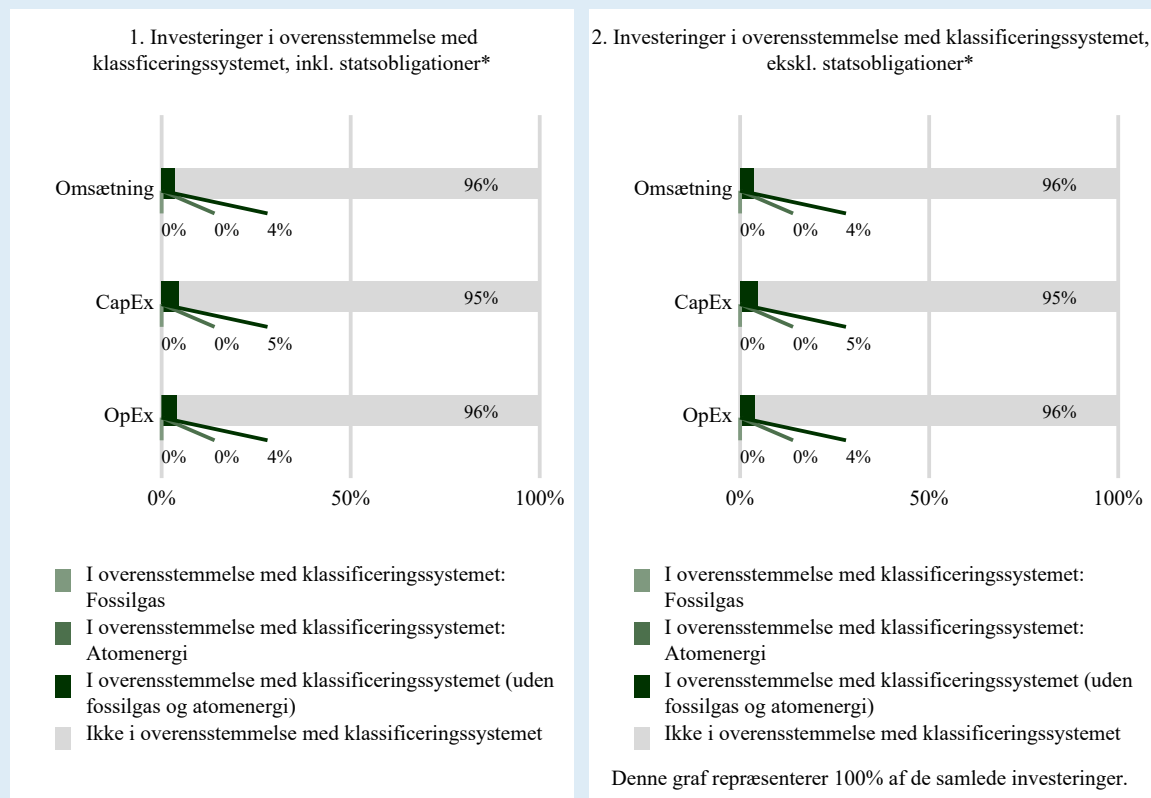 1. Investeringer i overensstemmelse med
klassficeringssystemet, inkl. statsobligationer*
Omsætning
96%
0% 0% 4%
CapEx
95%
0% 0% 5%
OpEx
96%
0% 0% 4%
0% 50% 100%
I overensstemmelse med klassificeringssystemet:
Fossilgas
I overensstemmelse med klassificeringssystemet:
Atomenergi
I overensstemmelse med klassificeringssystemet (uden
fossilgas og atomenergi)
Ikke i overensstemmelse med klassificeringssystemet
2. Investeringer i overensstemmelse med klassificeringssystemet,
ekskl. statsobligationer*
Omsætning
96%
0% 0% 4%
CapEx
95%
0% 0% 5%
OpEx
96%
0% 0% 4%
0% 50% 100%
I overensstemmelse med klassificeringssystemet:
Fossilgas
I overensstemmelse med klassificeringssystemet:
Atomenergi
I overensstemmelse med klassificeringssystemet (uden
fossilgas og atomenergi)
Ikke i overensstemmelse med klassificeringssystemet
Denne graf repræsenterer 100% af de samlede investeringer.